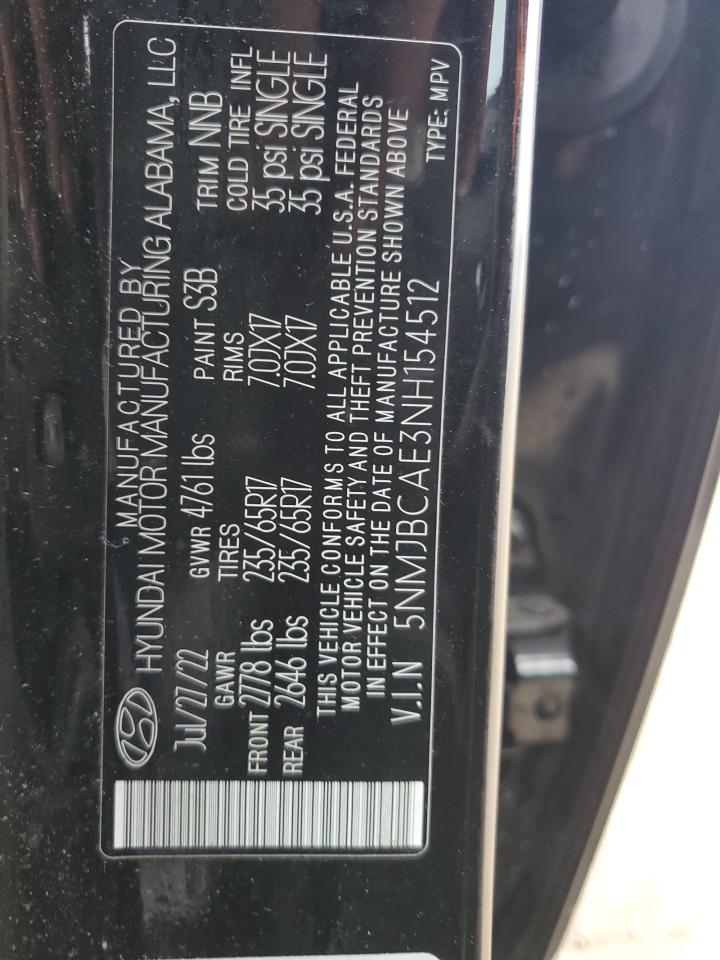 MANUFACTURED BY
HYUNDAI MOTOR MANUFACTURING ALABAMA, LLC
Jul/27/22 GVWR 4761 lbs PAINT S3B TRIM NNB
GAWR TIRES RIMS COLD TIRE INFL
FRONT 2778 lbs 235/65R17 7.0JX17 35 psi SINGLE
REAR 2646 lbs 235/65R17 7.0JX17 35 psi SINGLE
THIS VEHICLE CONFORMS TO ALL APPLICABLE U.S.A. FEDERAL
MOTOR VEHICLE SAFETY AND THEFT PREVENTION STANDARDS
IN EFFECT ON THE DATE OF MANUFACTURE SHOWN ABOVE
V.I.N 5NMJBCAE3NH154512 TYPE: MPV